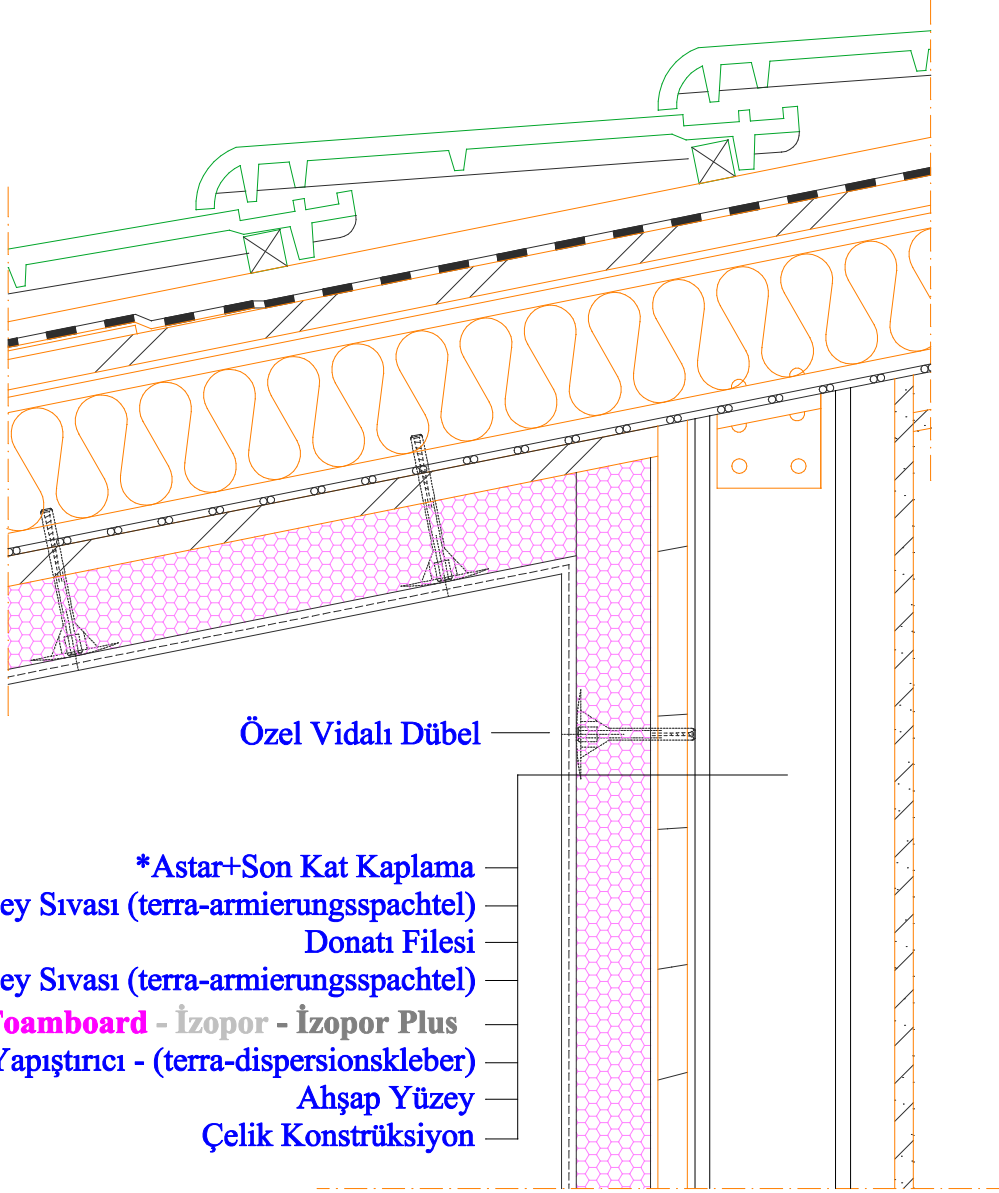 Özel Vidalı Dübel
*Astar+Son Kat Kaplama
ey Sıvası (terra-armierungsspachtel)
Donatı Filesi
ey Sıvası (terra-armierungsspachtel)
oamboard - İzopor - İzopor Plus
Yapıştırıcı - (terra-dispersionskleber)
Ahşap Yüzey
Çelik Konstrüksiyon